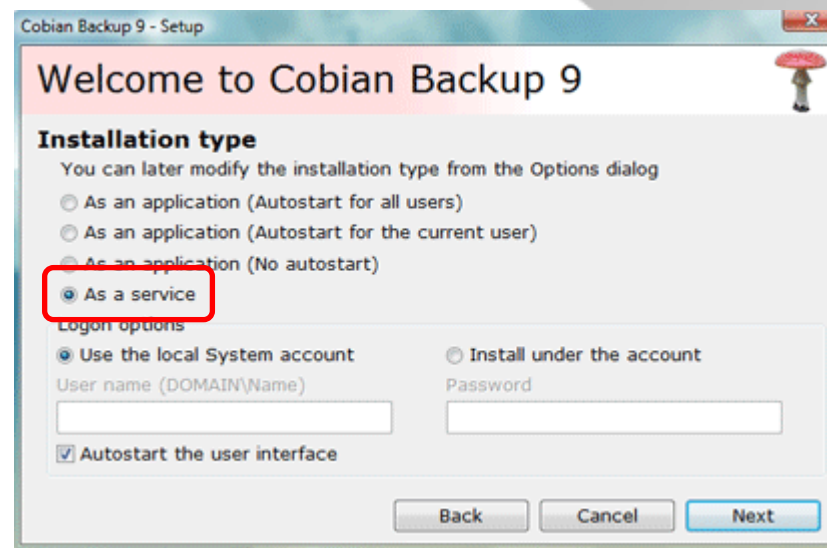 Cobian Backup 9 - Setup
Welcome to Cobian Backup 9
Installation type
You can later modify the installation type from the Options dialog
As an application (Autostart for all users)
As an application (Autostart for the current user)
As an application (No autostart)
As a service
Logon options
Use the local System account Install under the account
User name (DOMAIN\Name) Password
Autostart the user interface
Back Cancel Next